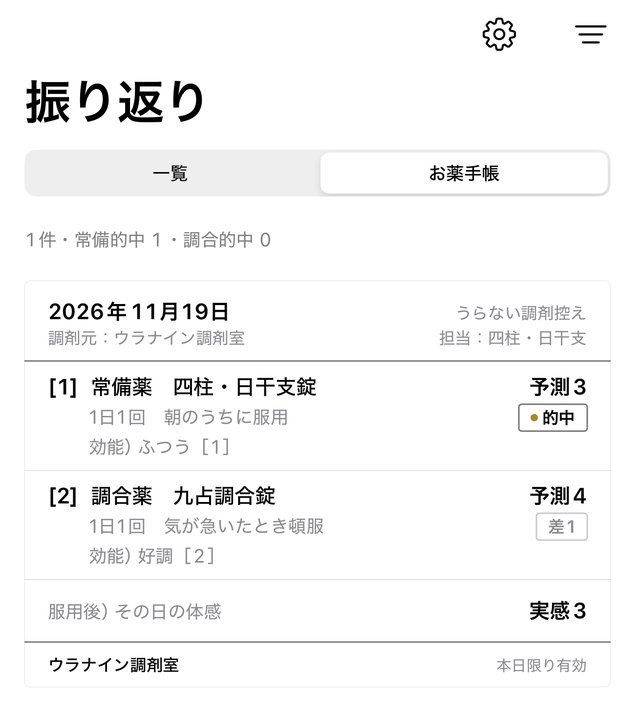 振り返り
一覧 お薬手帳
1件・常備的中 1・調合的中 0
2026年11月19日 うらない調剤控え
調剤元：ウラナイン調剤室 担当：四柱・日干支
[1] 常備薬　四柱・日干支錠 予測3
1日1回　朝のうちに服用 的中
効能）ふつう［1］
[2] 調合薬　九占調合錠 予測4
1日1回　気が急いたとき頓服 差1
効能）好調［2］
服用後）その日の体感 実感3
ウラナイン調剤室 本日限り有効